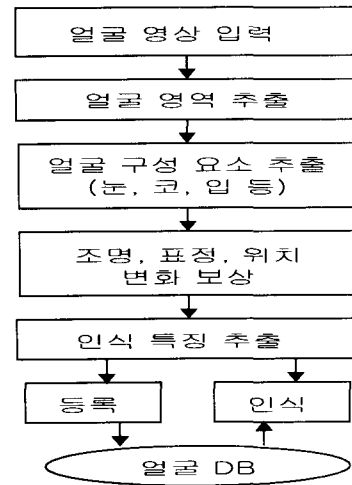 얼굴 영상 입력
얼굴 영역 추출
얼굴 구성 요소 추출
(눈, 코, 입 등)
조명, 표정, 위치
변화 보상
인식 특징 추출
등록
인식
얼굴 DB